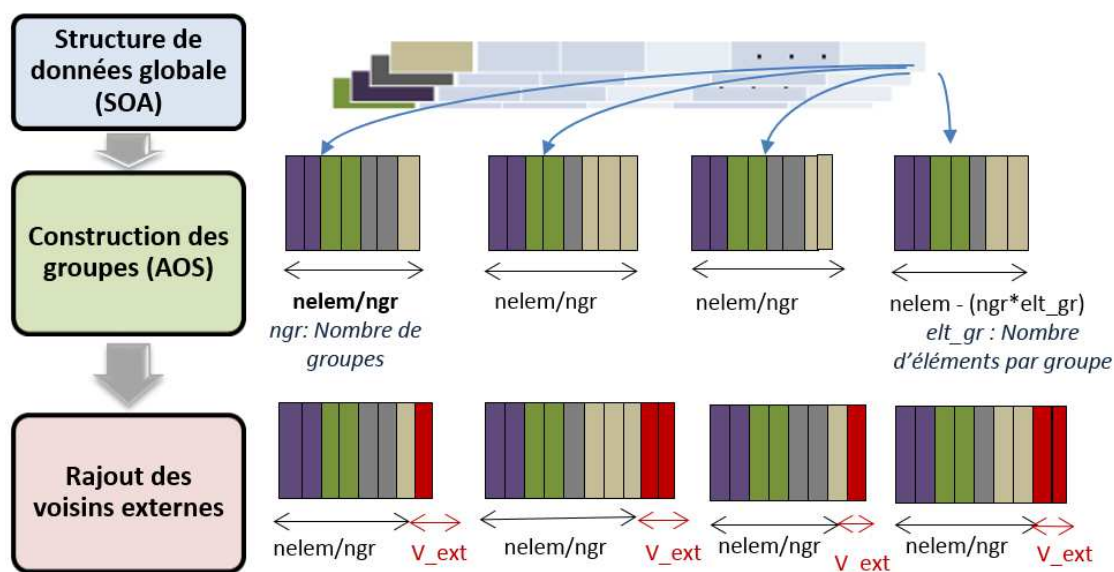 Structure de
données globale
(SOA)
. . .
. . .
Construction des
groupes (AOS)
nelem/ngr
ngr: Nombre de
groupes
nelem/ngr
nelem/ngr
nelem - (ngr*elt_gr)
elt_gr : Nombre
d'éléments par groupe
Rajout des
voisins externes
nelem/ngr
V_ext
nelem/ngr
V_ext
nelem/ngr
V_ext
nelem/ngr
V_ext